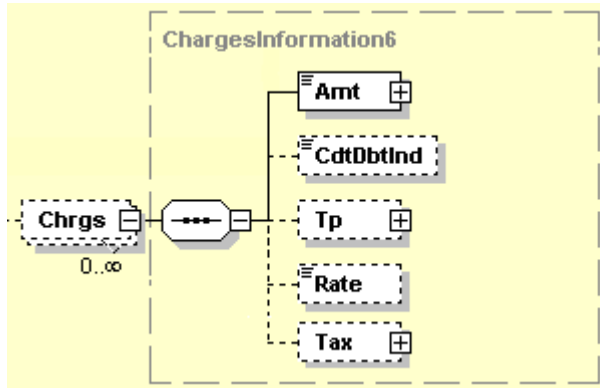 ChargesInformation6
Amt
CdtDbtInd
Chrgs
0..∞
Tp
Rate
Tax